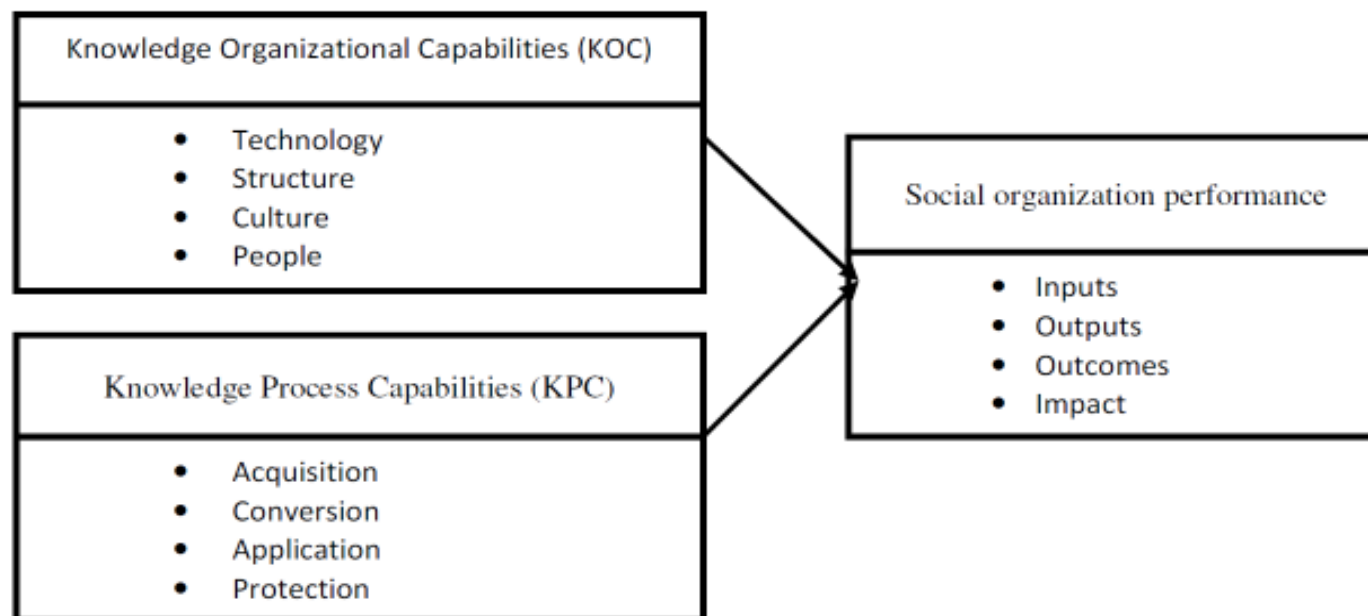 Knowledge Organizational Capabilities (KOC)
• Technology
• Structure
• Culture
• People
Knowledge Process Capabilities (KPC)
• Acquisition
• Conversion
• Application
• Protection
Social organization performance
• Inputs
• Outputs
• Outcomes
• Impact